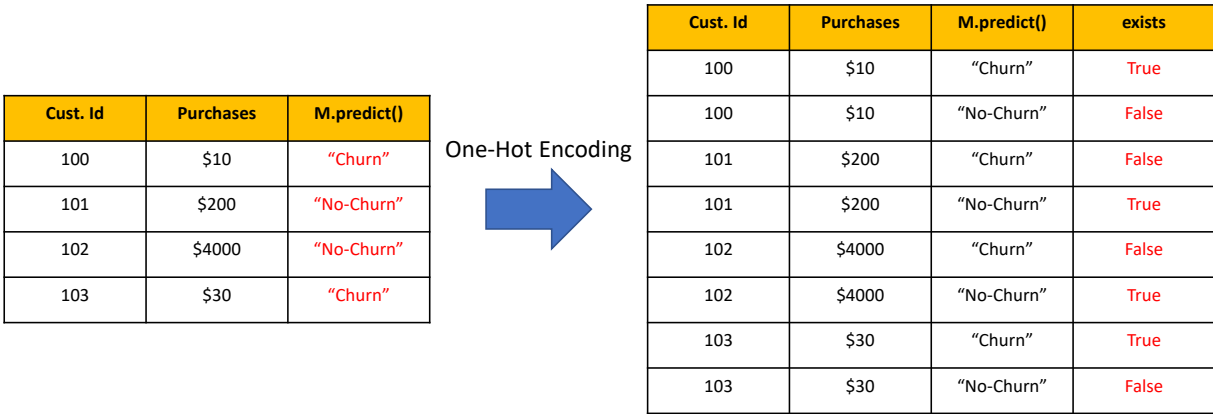 Cust. Id Purchases M.predict()
100 $10 “Churn”
101 $200 “No-Churn”
102 $4000 “No-Churn”
103 $30 “Churn”
One-Hot Encoding
Cust. Id Purchases M.predict() exists
100 $10 “Churn” True
100 $10 “No-Churn” False
101 $200 “Churn” False
101 $200 “No-Churn” True
102 $4000 “Churn” False
102 $4000 “No-Churn” True
103 $30 “Churn” True
103 $30 “No-Churn” False